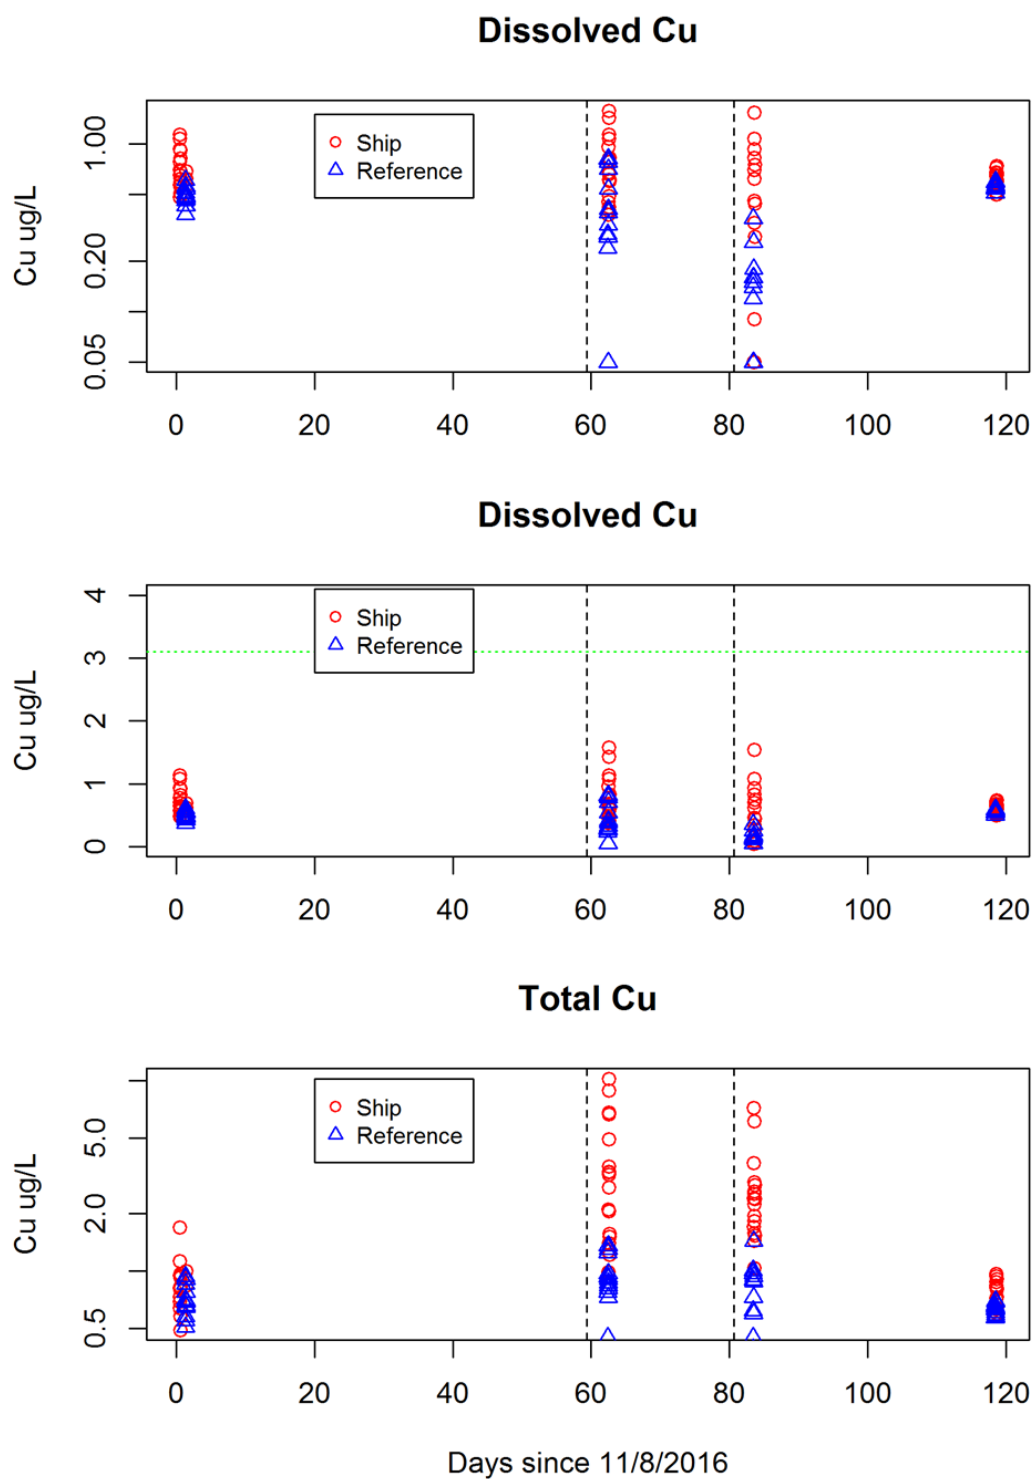 Dissolved Cu
Cu ug/L
1.00
0.20
0.05
Ship
Reference
0 20 40 60 80 100 120
Dissolved Cu
Cu ug/L
4
3
2
1
0
Ship
Reference
0 20 40 60 80 100 120
Total Cu
Cu ug/L
5.0
2.0
0.5
Ship
Reference
0 20 40 60 80 100 120
Days since 11/8/2016